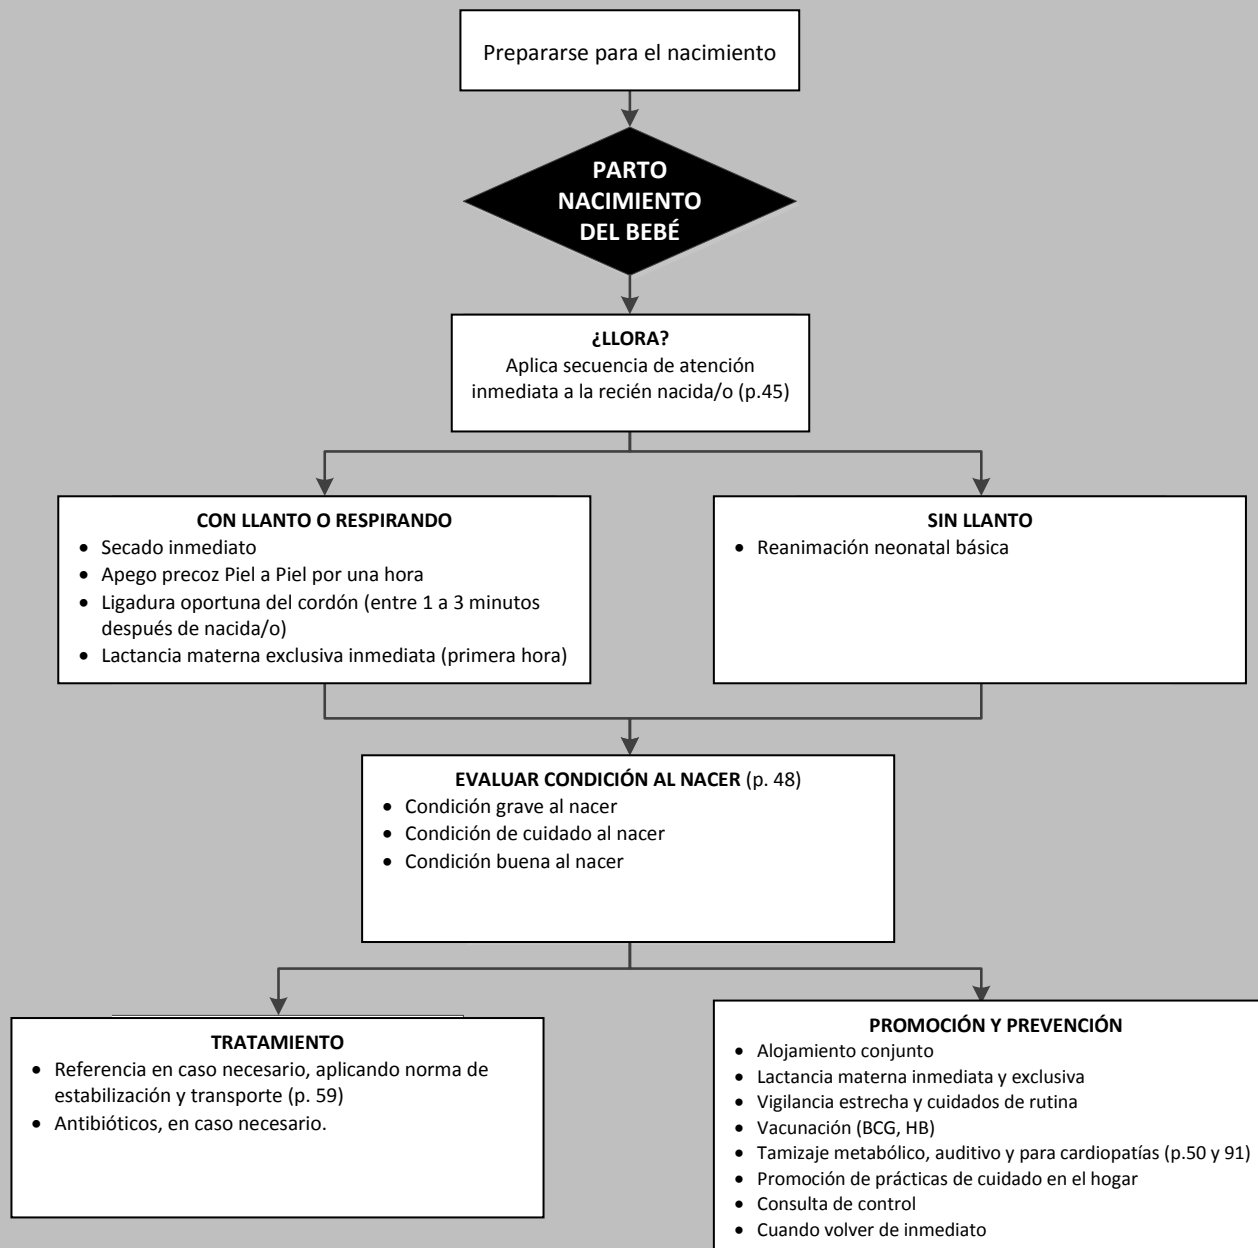 Prepararse para el nacimiento
PARTO
NACIMIENTO
DEL BEBÉ
¿LLORA?
Aplica secuencia de atención
inmediata a la recién nacida/o (p.45)
CON LLANTO O RESPIRANDO
• Secado inmediato
• Apego precoz Piel a Piel por una hora
• Ligadura oportuna del cordón (entre 1 a 3 minutos
después de nacida/o)
• Lactancia materna exclusiva inmediata (primera hora)
SIN LLANTO
• Reanimación neonatal básica
EVALUAR CONDICIÓN AL NACER (p. 48)
• Condición grave al nacer
• Condición de cuidado al nacer
• Condición buena al nacer
TRATAMIENTO
• Referencia en caso necesario, aplicando norma de
estabilización y transporte (p. 59)
• Antibióticos, en caso necesario.
PROMOCIÓN Y PREVENCIÓN
• Alojamiento conjunto
• Lactancia materna inmediata y exclusiva
• Vigilancia estrecha y cuidados de rutina
• Vacunación (BCG, HB)
• Tamizaje metabólico, auditivo y para cardiopatías (p.50 y 91)
• Promoción de prácticas de cuidado en el hogar
• Consulta de control
• Cuando volver de inmediato